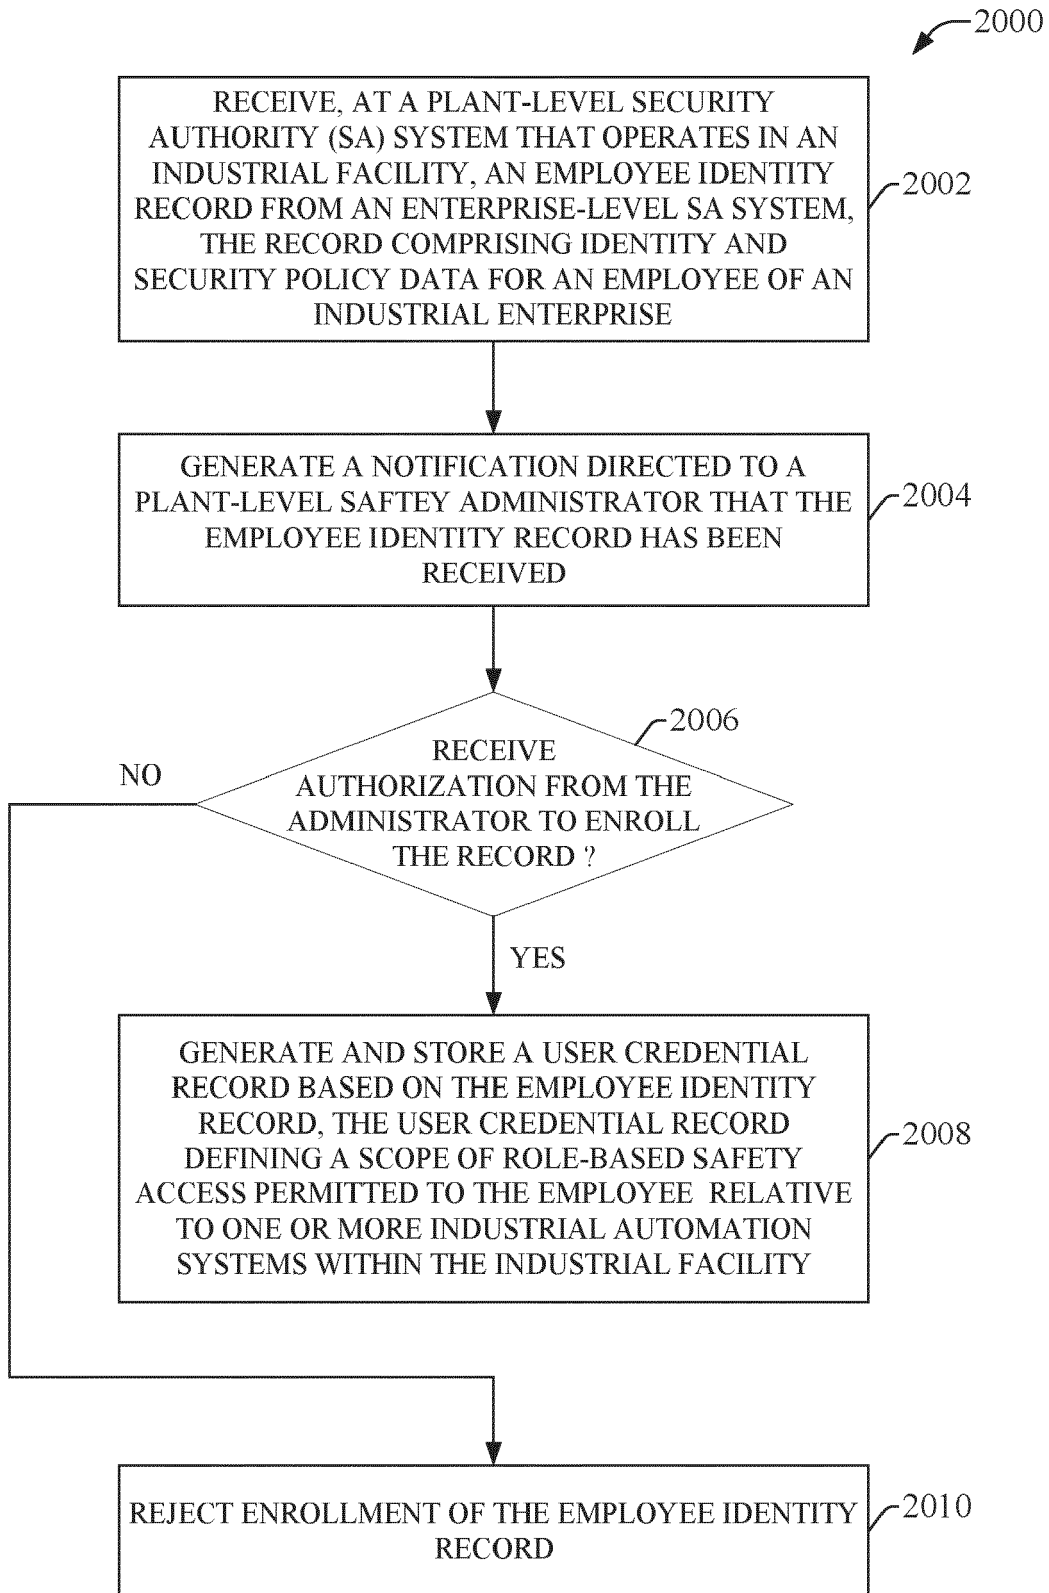 2000
RECEIVE, AT A PLANT-LEVEL SECURITY
AUTHORITY (SA) SYSTEM THAT OPERATES IN AN
INDUSTRIAL FACILITY, AN EMPLOYEE IDENTITY
RECORD FROM AN ENTERPRISE-LEVEL SA SYSTEM,
THE RECORD COMPRISING IDENTITY AND
SECURITY POLICY DATA FOR AN EMPLOYEE OF AN
INDUSTRIAL ENTERPRISE
2002
GENERATE A NOTIFICATION DIRECTED TO A
PLANT-LEVEL SAFTEY ADMINISTRATOR THAT THE
EMPLOYEE IDENTITY RECORD HAS BEEN
RECEIVED
2004
2006
RECEIVE
AUTHORIZATION FROM THE
ADMINISTRATOR TO ENROLL
THE RECORD ?
NO
YES
GENERATE AND STORE A USER CREDENTIAL
RECORD BASED ON THE EMPLOYEE IDENTITY
RECORD, THE USER CREDENTIAL RECORD
DEFINING A SCOPE OF ROLE-BASED SAFETY
ACCESS PERMITTED TO THE EMPLOYEE RELATIVE
TO ONE OR MORE INDUSTRIAL AUTOMATION
SYSTEMS WITHIN THE INDUSTRIAL FACILITY
2008
REJECT ENROLLMENT OF THE EMPLOYEE IDENTITY
RECORD
2010